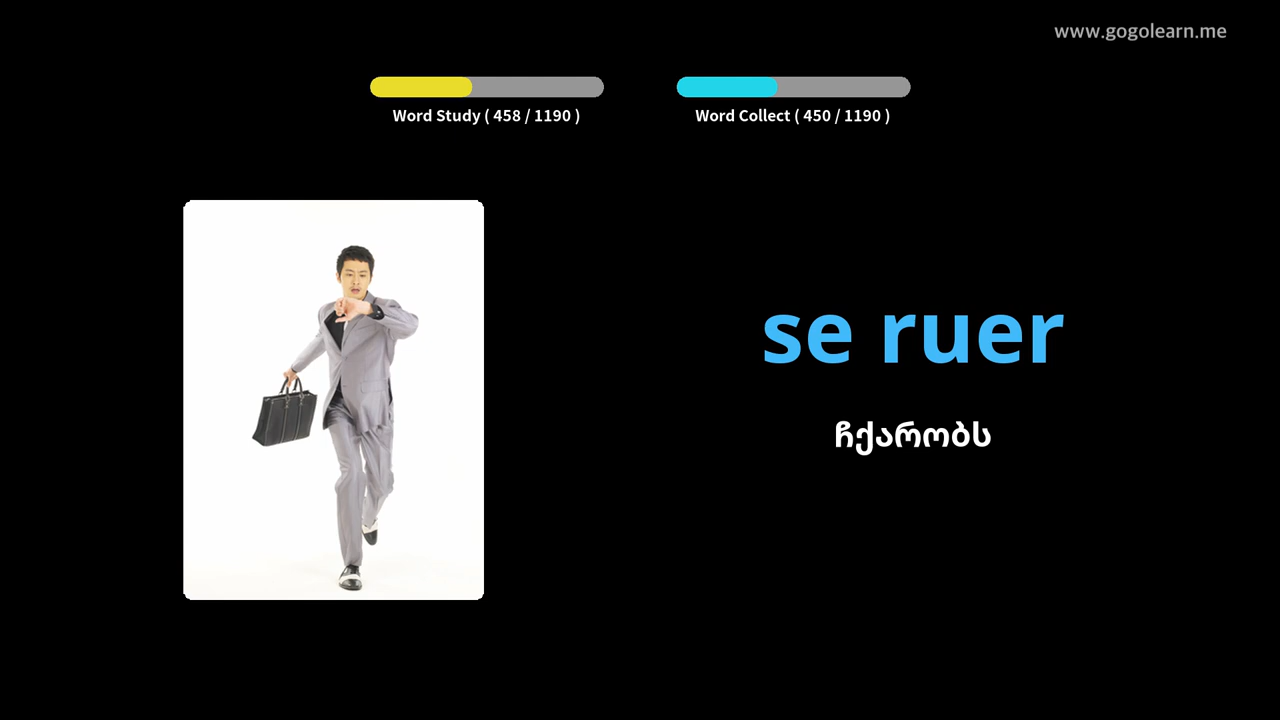 www.gogolearn.me
Word Study ( 458 / 1190 )
Word Collect ( 450 / 1190 )
se ruer
ჩქარობს